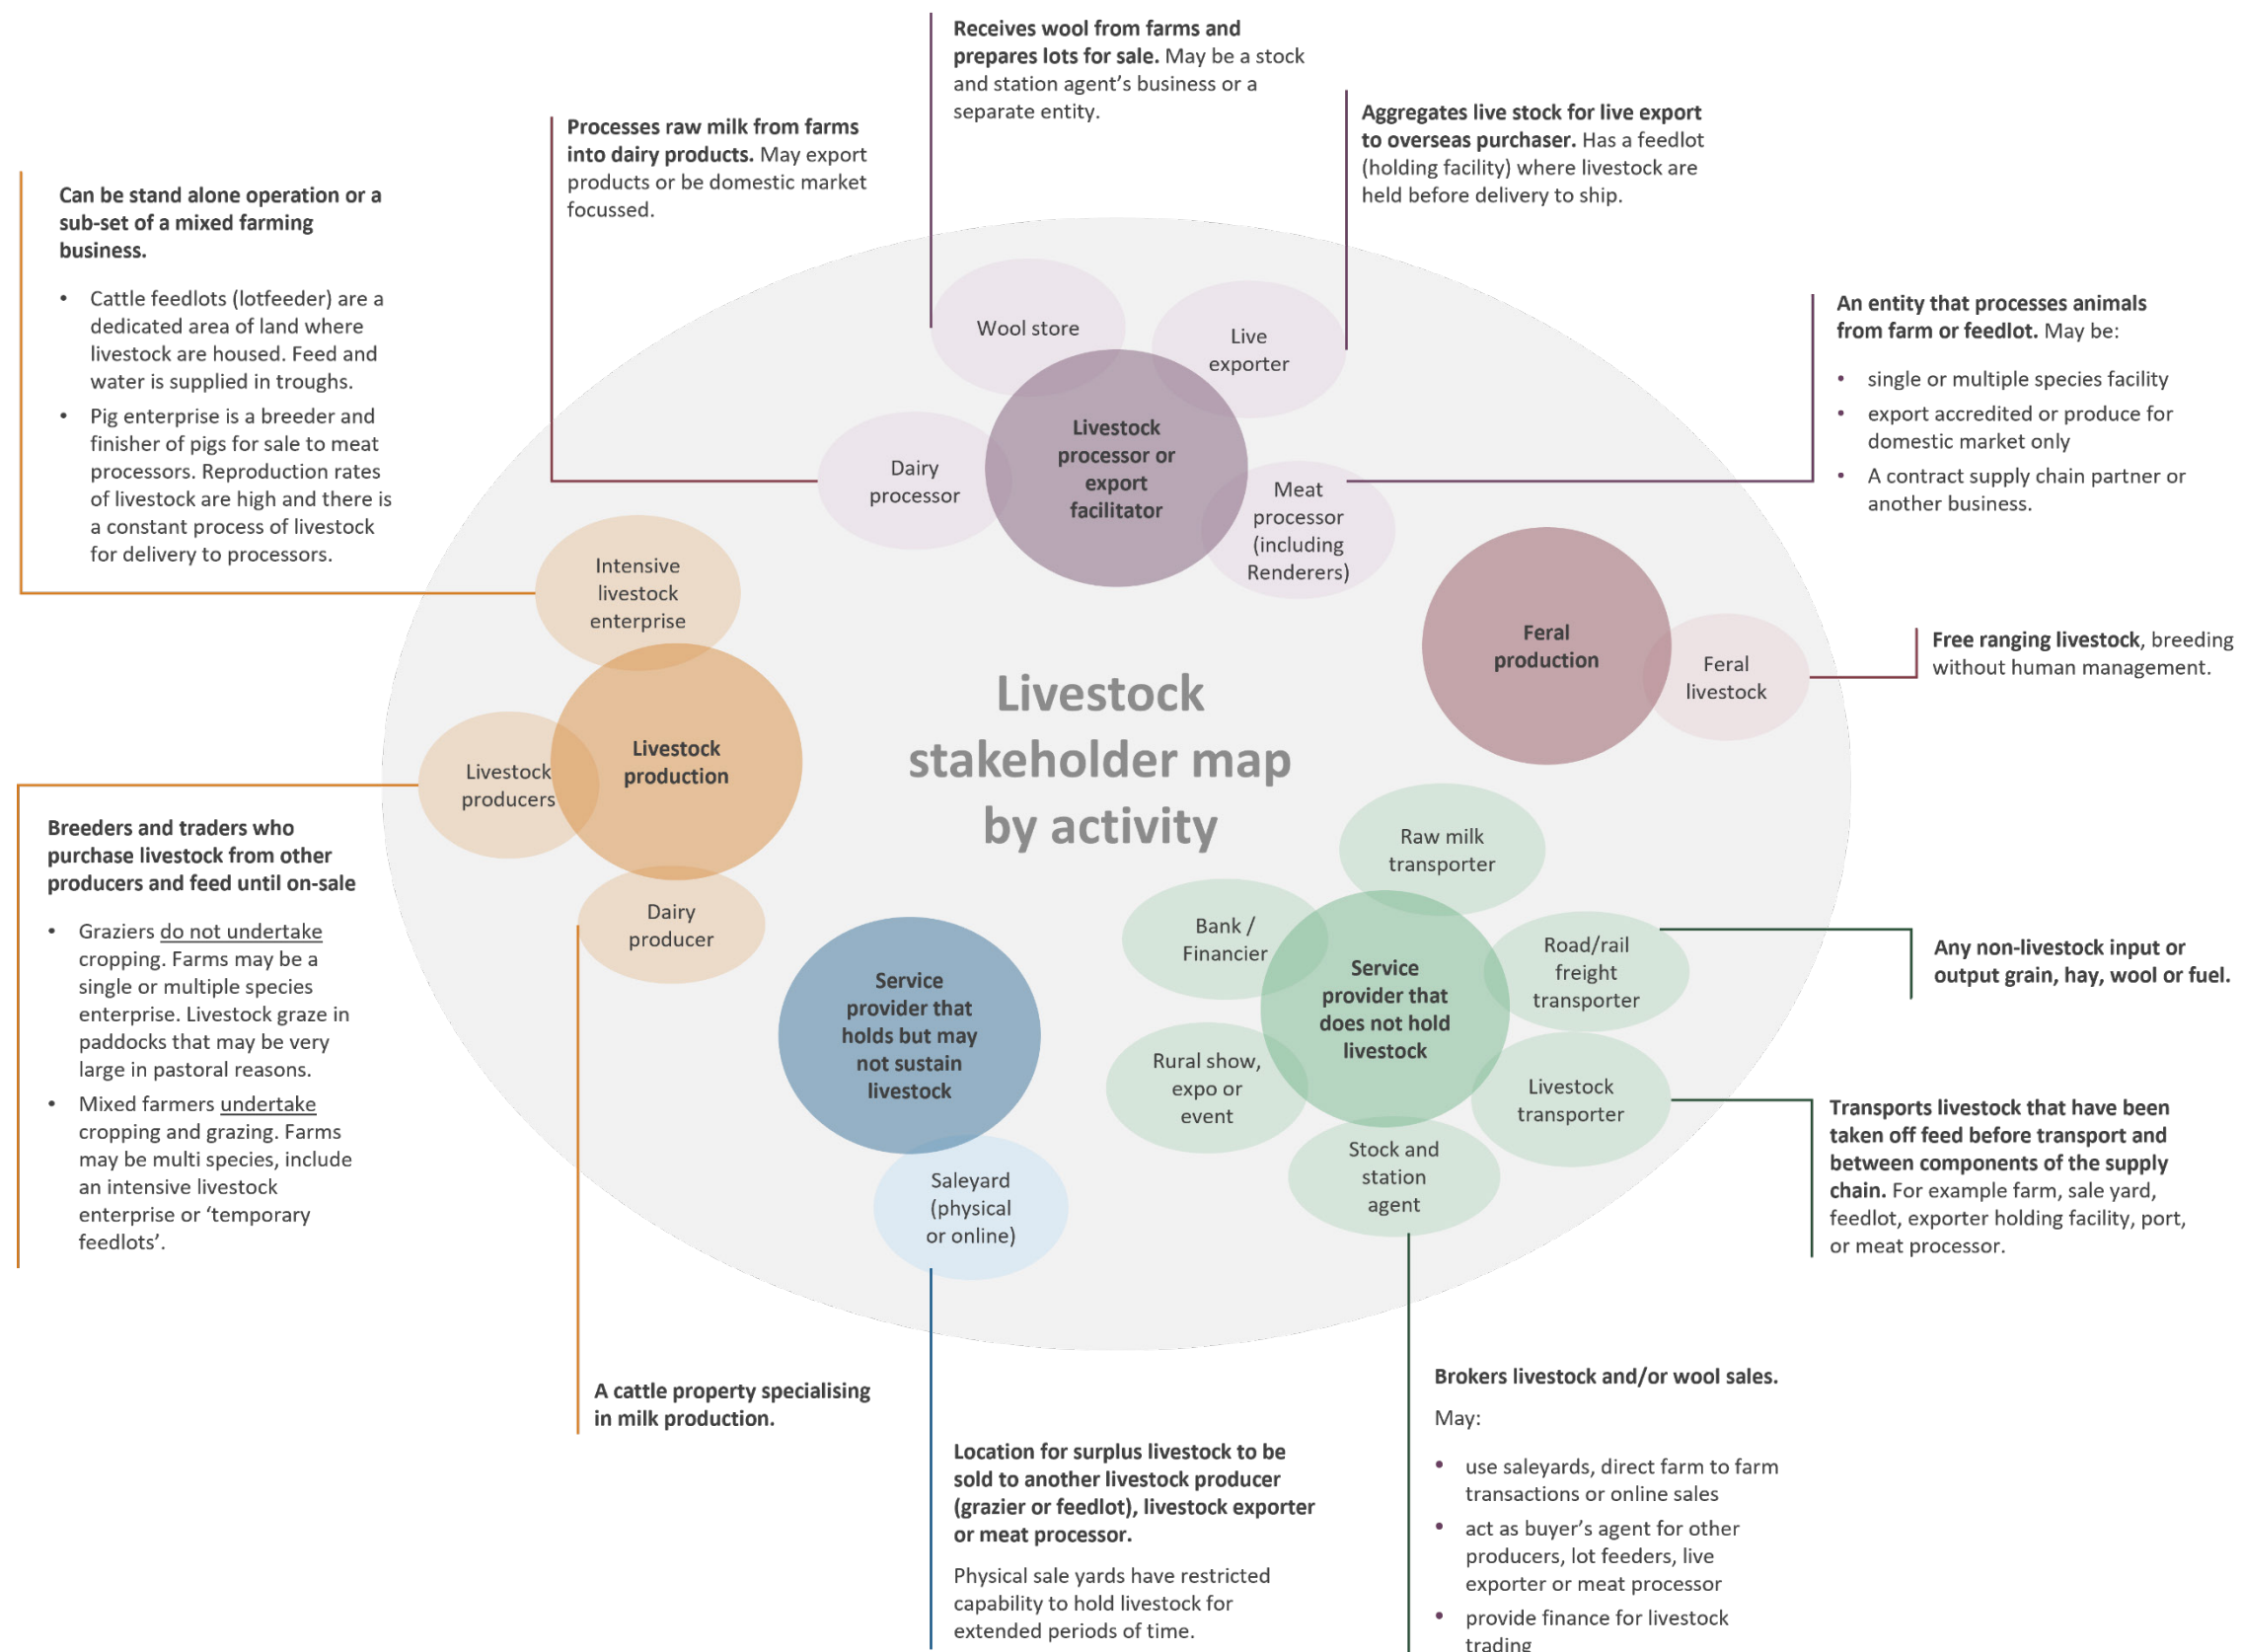 Receives wool from farms and
prepares lots for sale. May be a stock
and station agent's business or a
separate entity.
Processes raw milk from farms
into dairy products. May export
products or be domestic market
focussed.
Aggregates live stock for live export
to overseas purchaser. Has a feedlot
(holding facility) where livestock are
held before delivery to ship.
Can be stand alone operation or a
sub-set of a mixed farming
business.
• Cattle feedlots (lotfeeder) are a
dedicated area of land where
livestock are housed. Feed and
water is supplied in troughs.
• Pig enterprise is a breeder and
finisher of pigs for sale to meat
processors. Reproduction rates
of livestock are high and there is
a constant process of livestock
for delivery to processors.
An entity that processes animals
from farm or feedlot. May be:
• single or multiple species facility
• export accredited or produce for
domestic market only
• A contract supply chain partner or
another business.
Wool store
Live
exporter
Livestock
processor or
export
facilitator
Dairy
processor
Meat
processor
(including
Renderers)
Intensive
livestock
enterprise
Feral
production
Feral
livestock
Free ranging livestock, breeding
without human management.
Livestock
stakeholder map
by activity
Livestock
production
Livestock
producers
Dairy
producer
Breeders and traders who
purchase livestock from other
producers and feed until on-sale
• Graziers do not undertake
cropping. Farms may be a
single or multiple species
enterprise. Livestock graze in
paddocks that may be very
large in pastoral reasons.
• Mixed farmers undertake
cropping and grazing. Farms
may be multi species, include
an intensive livestock
enterprise or ‘temporary
feedlots’.
Service
provider that
holds but may
not sustain
livestock
Saleyard
(physical
or online)
Raw milk
transporter
Bank /
Financier
Road/rail
freight
transporter
Service
provider that
does not hold
livestock
Rural show,
expo or
event
Livestock
transporter
Stock and
station
agent
Any non-livestock input or
output grain, hay, wool or fuel.
Transports livestock that have been
taken off feed before transport and
between components of the supply
chain. For example farm, sale yard,
feedlot, exporter holding facility, port,
or meat processor.
A cattle property specialising
in milk production.
Location for surplus livestock to be
sold to another livestock producer
(grazier or feedlot), livestock exporter
or meat processor.
Physical sale yards have restricted
capability to hold livestock for
extended periods of time.
Brokers livestock and/or wool sales.
May:
• use saleyards, direct farm to farm
transactions or online sales
• act as buyer's agent for other
producers, lot feeders, live
exporter or meat processor
• provide finance for livestock
trading